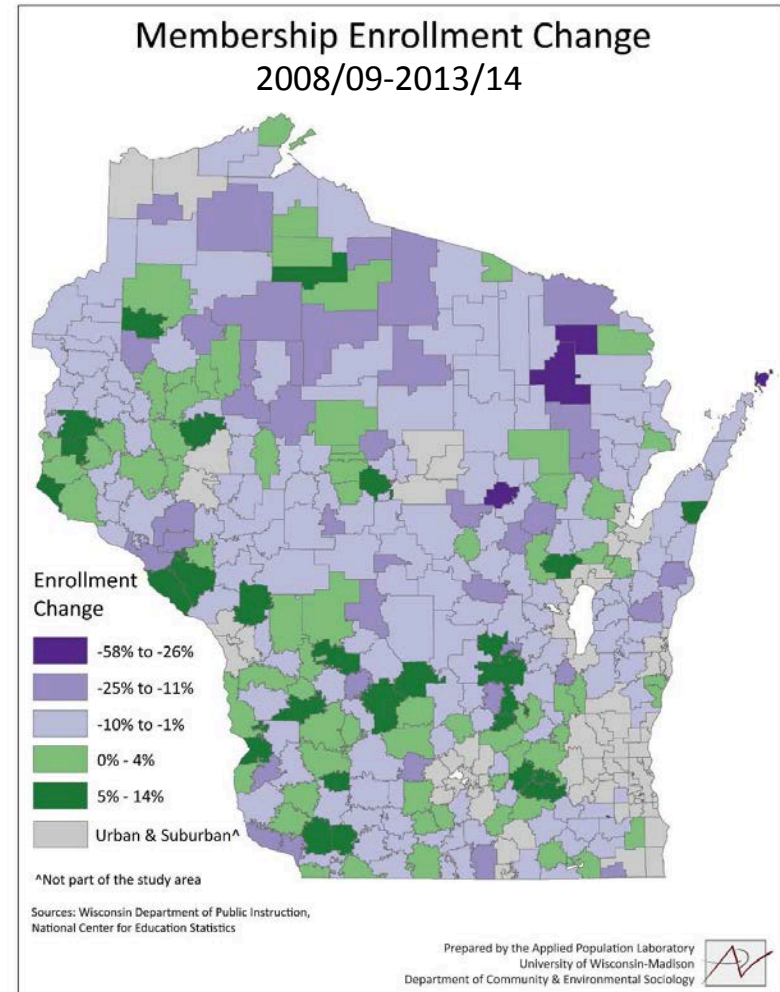 Membership Enrollment Change
2008/09-2013/14
Enrollment
Change
-58% to -26%
-25% to -11%
-10% to -1%
0% - 4%
5% - 14%
Urban & Suburban^
^Not part of the study area
Sources: Wisconsin Department of Public Instruction,
National Center for Education Statistics
Prepared by the Applied Population Laboratory
University of Wisconsin-Madison
Department of Community & Environmental Sociology